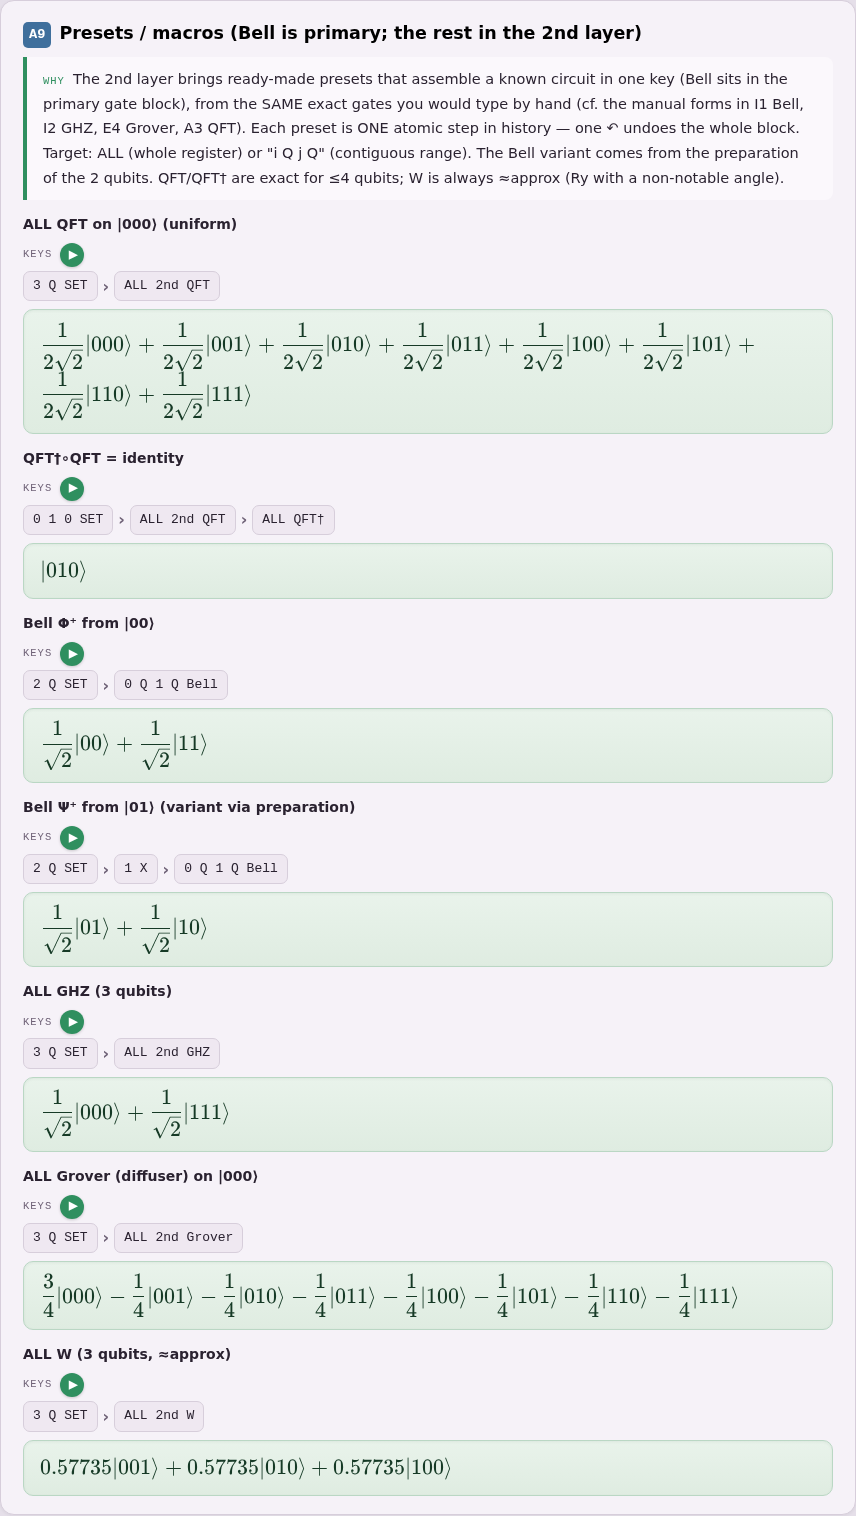 A9 Presets / macros (Bell is primary; the rest in the 2nd layer)
WHY The 2nd layer brings ready-made presets that assemble a known circuit in one key (Bell sits in the
primary gate block), from the SAME exact gates you would type by hand (cf. the manual forms in I1 Bell,
I2 GHZ, E4 Grover, A3 QFT). Each preset is ONE atomic step in history — one ↶ undoes the whole block.
Target: ALL (whole register) or "i Q j Q" (contiguous range). The Bell variant comes from the preparation
of the 2 qubits. QFT/QFT† are exact for ≤4 qubits; W is always ≈approx (Ry with a non-notable angle).
ALL QFT on |000⟩ (uniform)
KEYS ▶
3 Q SET › ALL 2nd QFT
1/(2√2)|000⟩ + 1/(2√2)|001⟩ + 1/(2√2)|010⟩ + 1/(2√2)|011⟩ + 1/(2√2)|100⟩ + 1/(2√2)|101⟩ +
1/(2√2)|110⟩ + 1/(2√2)|111⟩
QFT†∘QFT = identity
KEYS ▶
0 1 0 SET › ALL 2nd QFT › ALL QFT†
|010⟩
Bell Φ⁺ from |00⟩
KEYS ▶
2 Q SET › 0 Q 1 Q Bell
1/√2|00⟩ + 1/√2|11⟩
Bell Ψ⁺ from |01⟩ (variant via preparation)
KEYS ▶
2 Q SET › 1 X › 0 Q 1 Q Bell
1/√2|01⟩ + 1/√2|10⟩
ALL GHZ (3 qubits)
KEYS ▶
3 Q SET › ALL 2nd GHZ
1/√2|000⟩ + 1/√2|111⟩
ALL Grover (diffuser) on |000⟩
KEYS ▶
3 Q SET › ALL 2nd Grover
3/4|000⟩ − 1/4|001⟩ − 1/4|010⟩ − 1/4|011⟩ − 1/4|100⟩ − 1/4|101⟩ − 1/4|110⟩ − 1/4|111⟩
ALL W (3 qubits, ≈approx)
KEYS ▶
3 Q SET › ALL 2nd W
0.57735|001⟩ + 0.57735|010⟩ + 0.57735|100⟩